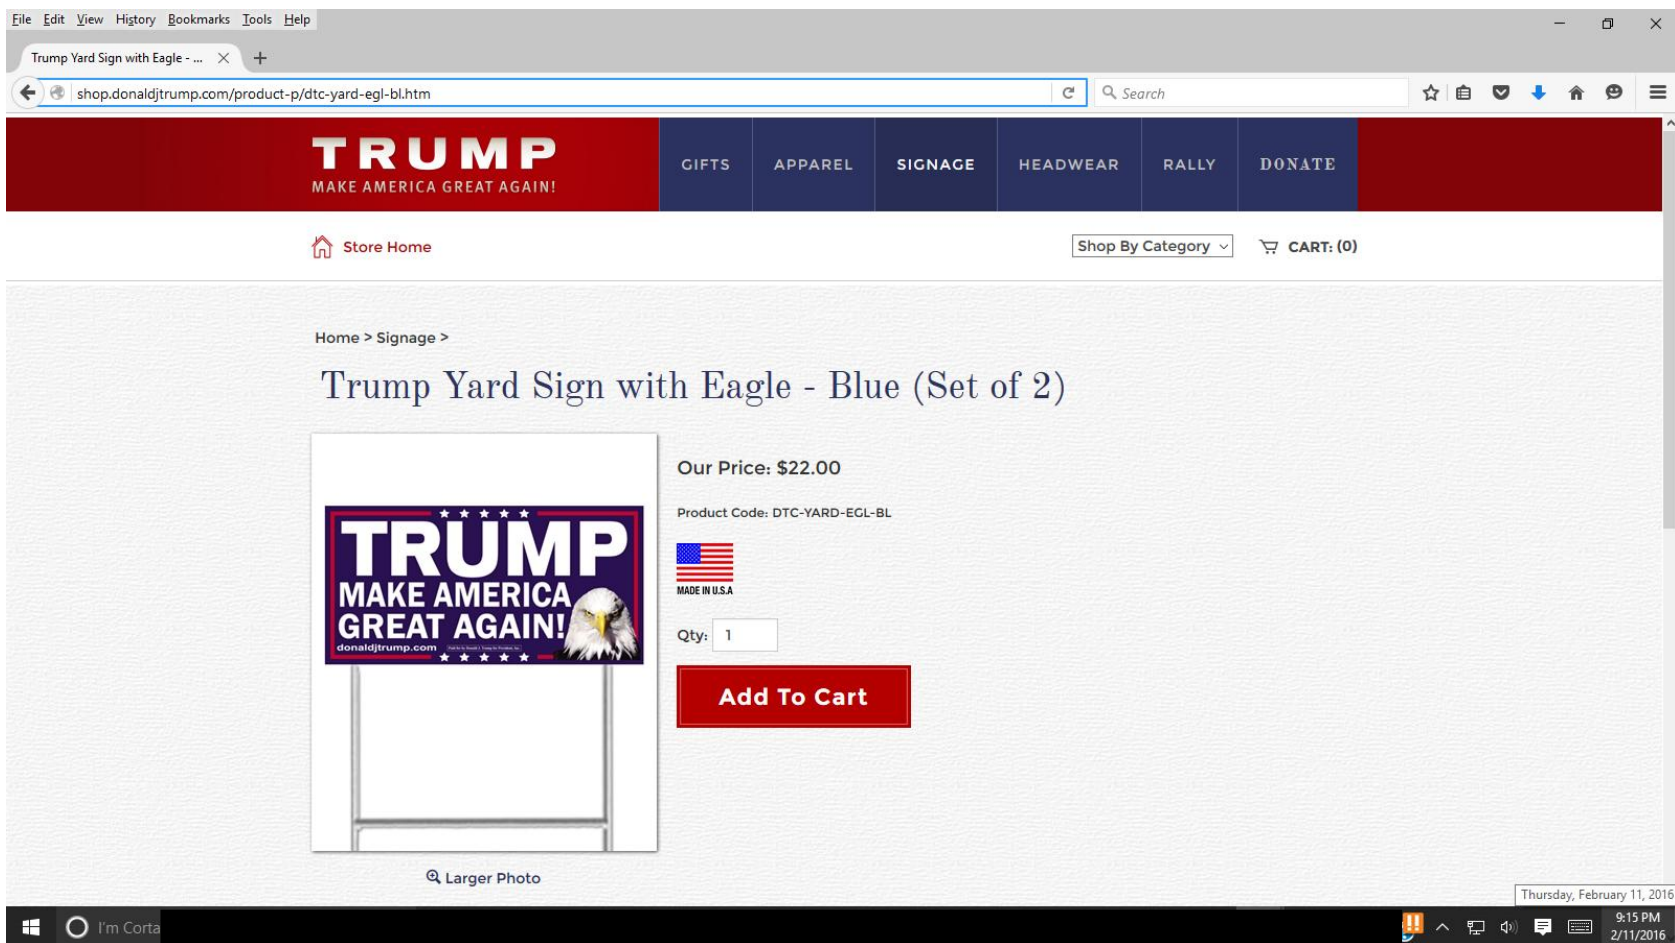 File Edit View History Bookmarks Tools Help
Trump Yard Sign with Eagle - ...
shop.donaldjtrump.com/product-p/dtc-yard-egl-bl.htm
Search
TRUMP
MAKE AMERICA GREAT AGAIN!
GIFTS APPAREL SIGNAGE HEADWEAR RALLY DONATE
Store Home
Shop By Category
CART: (0)
Home > Signage >
Trump Yard Sign with Eagle - Blue (Set of 2)
TRUMP
MAKE AMERICA
GREAT AGAIN!
donaldjtrump.com
Larger Photo
Our Price: $22.00
Product Code: DTC-YARD-EGL-BL
MADE IN U.S.A
Qty: 1
Add To Cart
Thursday, February 11, 2016
I'm Corta
9:15 PM
2/11/2016